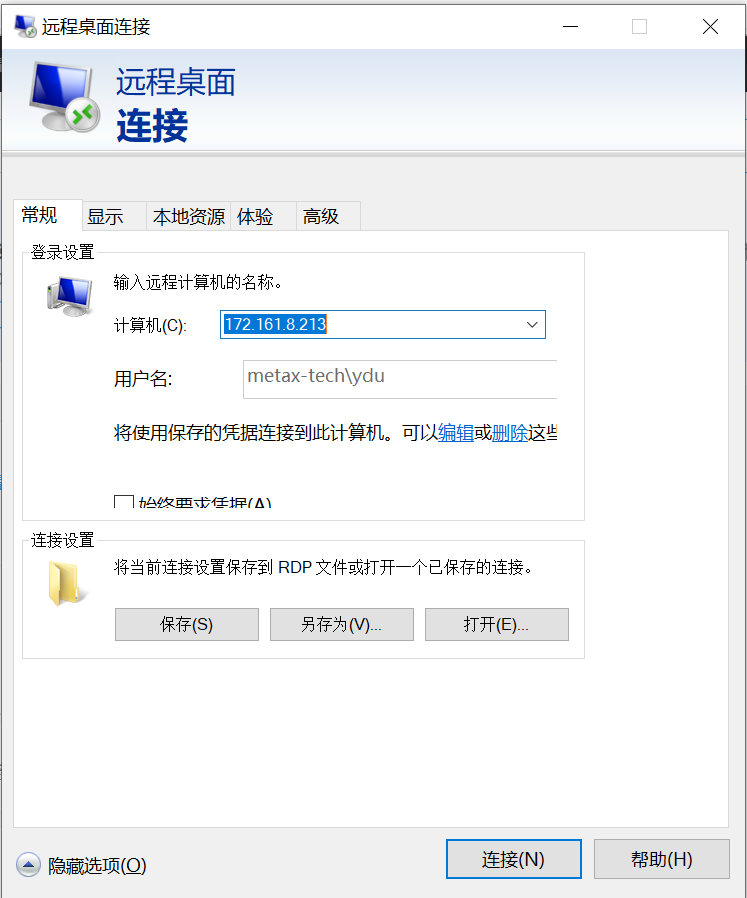 远程桌面连接
远程桌面
连接
常规 显示 本地资源 体验 高级
登录设置
输入远程计算机的名称。
计算机(C): 172.161.8.213
用户名: metax-tech\ydu
将使用保存的凭据连接到此计算机。可以编辑或删除这些
始终要求凭据(A)
连接设置
将当前连接设置保存到 RDP 文件或打开一个已保存的连接。
保存(S) 另存为(V)... 打开(E)...
隐藏选项(O) 连接(N) 帮助(H)